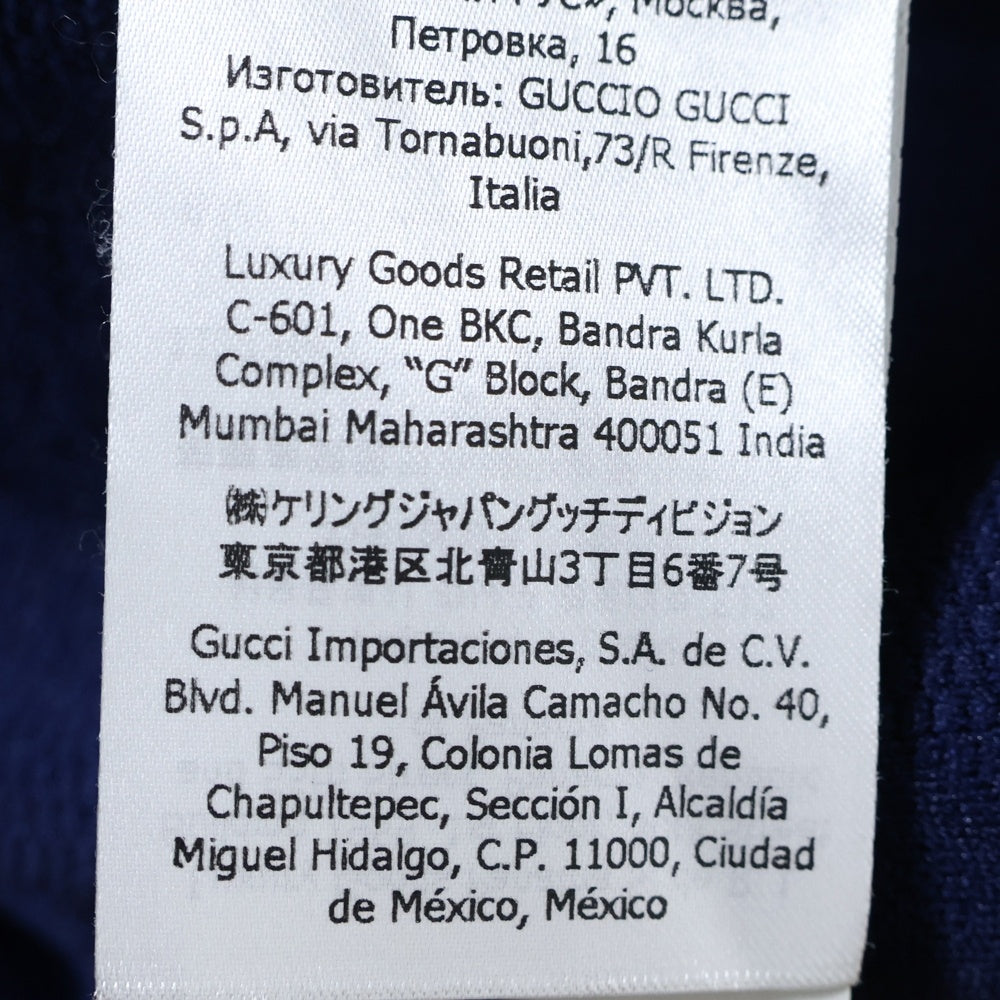 Москва,
Петровка, 16
Изготовитель: GUCCIO GUCCI
S.p.A, via Tornabuoni,73/R Firenze,
Italia
Luxury Goods Retail PVT. LTD.
C-601, One BKC, Bandra Kurla
Complex, “G” Block, Bandra (E)
Mumbai Maharashtra 400051 India
㈱ケリングジャパングッチディビジョン
東京都港区北青山3丁目6番7号
Gucci Importaciones, S.A. de C.V.
Blvd. Manuel Ávila Camacho No. 40,
Piso 19, Colonia Lomas de
Chapultepec, Sección I, Alcaldía
Miguel Hidalgo, C.P. 11000, Ciudad
de México, México